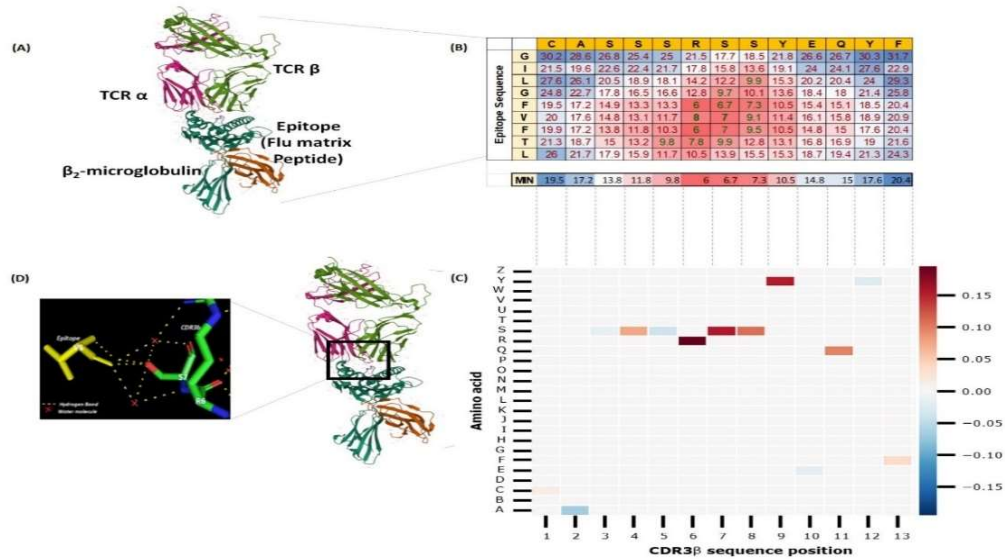 (A)
TCR β
TCR α
Epitope
(Flu matrix
Peptide)
β2-microglobulin
(B)
C A S S S R S S Y E Q Y F
Epitope Sequence
G 30.2 28.6 26.8 25.4 25 21.5 17.7 18.5 21.8 26.6 26.7 30.3 31.7
I 21.5 19.6 22.6 22.4 21.7 17.8 15.8 13.6 19.1 24 24.1 27.6 22.9
L 27.6 26.1 20.5 18.9 18.1 14.2 12.2 9.9 15.3 20.2 20.4 24 29.3
G 24.8 22.7 17.8 16.5 16.6 12.8 9.7 10.1 13.6 18.4 18 21.4 25.8
F 19.5 17.2 14.9 13.3 13.3 6 6.7 7.3 10.5 15.4 15.1 18.5 20.4
V 20 17.6 14.8 13.1 11.7 8 7 9.1 11.4 14.9 15.9 18.9 20.9
F 19.9 17.2 13.8 11.8 10.3 6 7 9.5 11.4 14.8 15 17.6 20.4
T 21.3 18.7 15 13.2 9.8 7.8 9.9 12.8 13.1 16.8 16.9 19 21.6
L 26 21.7 17.9 15.9 11.7 10.5 13.9 15.5 15.3 18.7 19.4 21.3 24.3
MIN 19.5 17.2 13.8 11.8 9.8 6 6.7 7.3 10.5 14.8 15 17.6 20.4
(D)
Epitope
CDR3b
S7
R6
Hydrogen Bond
Water molecule
(C)
Amino acid
Z
Y
W
V
U
T
S
R
Q
P
O
N
M
L
K
J
I
H
G
F
E
D
C
B
A
1 2 3 4 5 6 7 8 9 10 11 12 13
CDR3β sequence position
0.15
0.10
0.05
0.00
−0.05
−0.10
−0.15